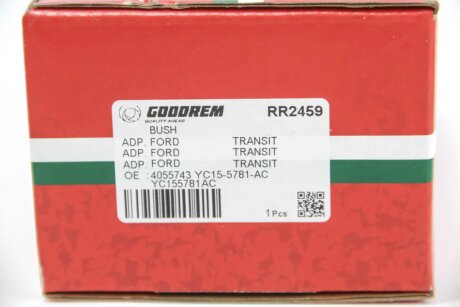 GOODREM RR2459
QUALITY AHEAD
BUSH
ADP. FORD TRANSIT
ADP. FORD TRANSIT
ADP. FORD TRANSIT
OE : 4055743 YC15-5781-AC
YC155781AC
1 Pcs